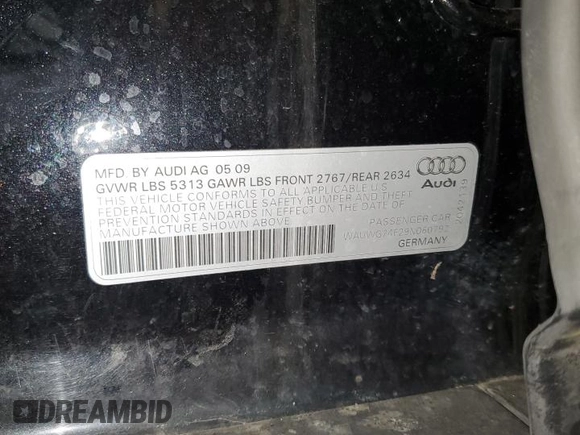 MFD. BY AUDI AG 05 09
GVWR LBS 5313 GAWR LBS FRONT 2767/REAR 2634
THIS VEHICLE CONFORMS TO ALL APPLICABLE U.S.
FEDERAL MOTOR VEHICLE SAFETY BUMPER AND THEFT
PREVENTION STANDARDS IN EFFECT ON THE DATE OF
MANUFACTURE SHOWN ABOVE.
Audi
PASSENGER CAR
GERMANY
DREAMBID